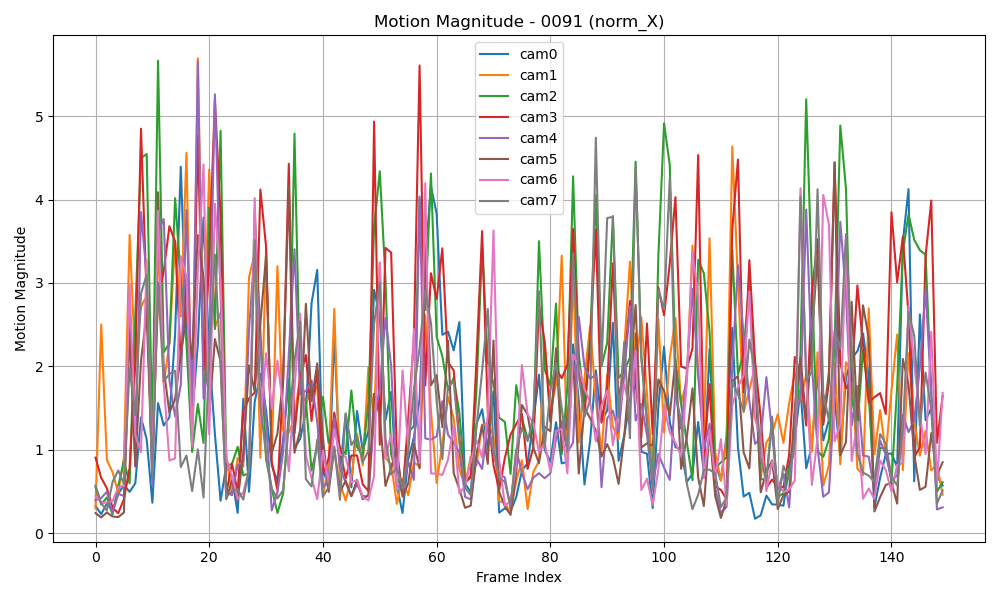 Motion Magnitude - 0091 (norm_X)
Motion Magnitude
5
4
3
2
1
0
cam0
cam1
cam2
cam3
cam4
cam5
cam6
cam7
0 20 40 60 80 100 120 140
Frame Index